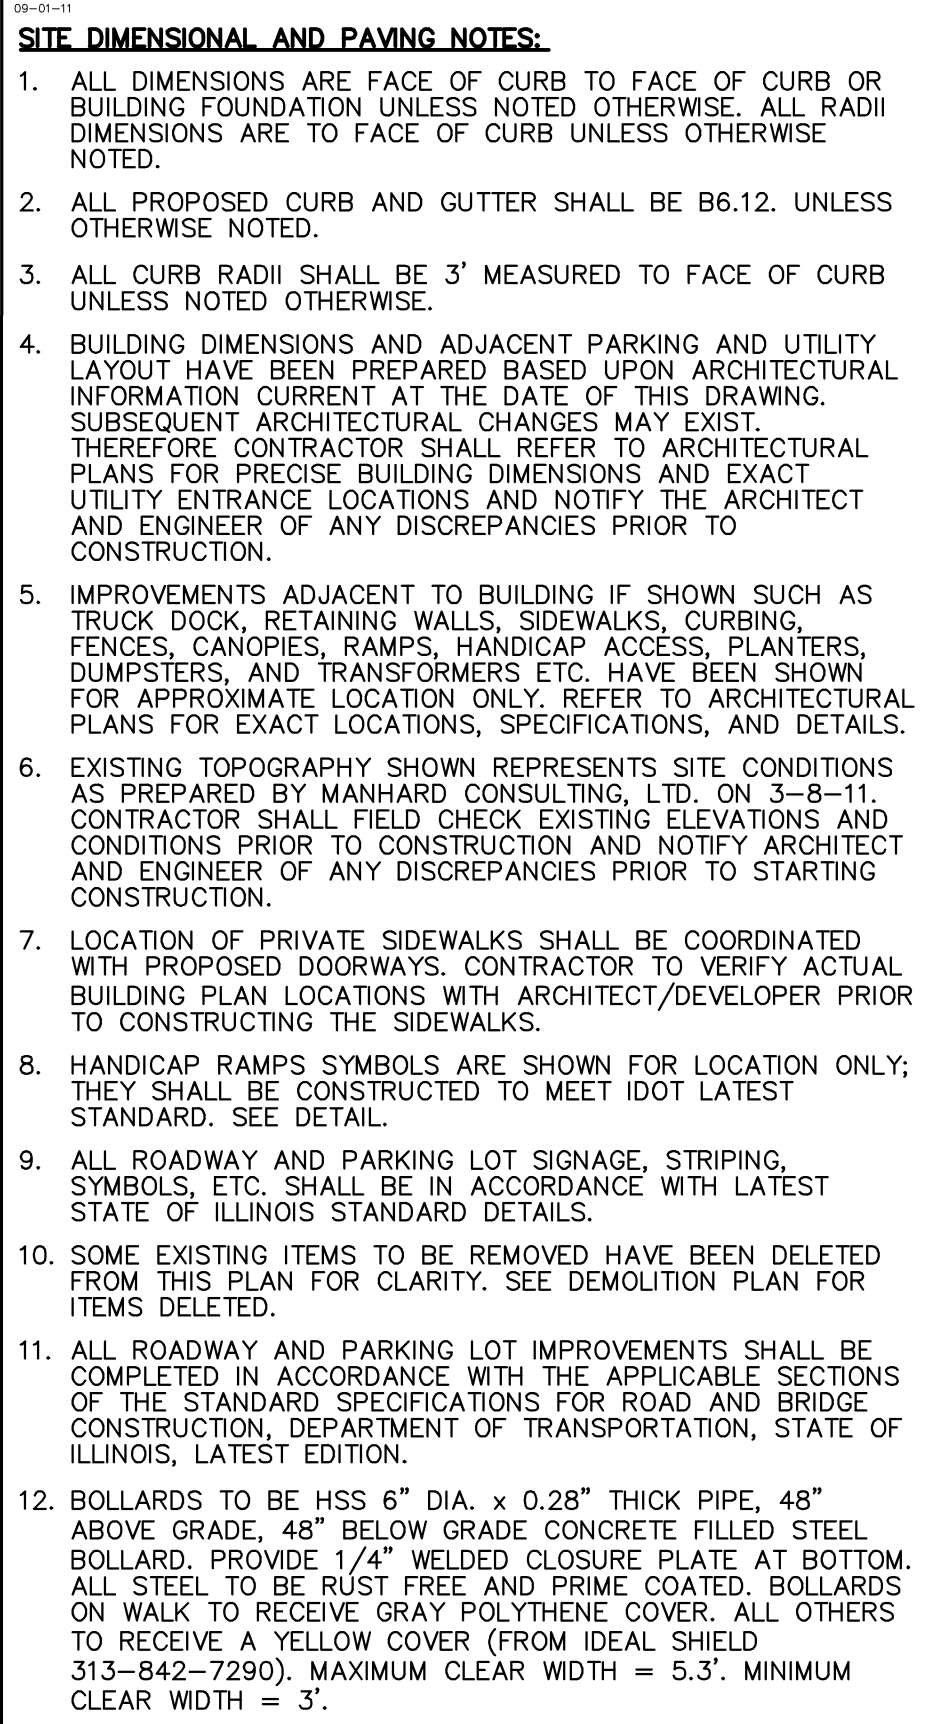 09-01-11
SITE DIMENSIONAL AND PAVING NOTES:
1. ALL DIMENSIONS ARE FACE OF CURB TO FACE OF CURB OR
BUILDING FOUNDATION UNLESS NOTED OTHERWISE. ALL RADII
DIMENSIONS ARE TO FACE OF CURB UNLESS OTHERWISE
NOTED.
2. ALL PROPOSED CURB AND GUTTER SHALL BE B6.12. UNLESS
OTHERWISE NOTED.
3. ALL CURB RADII SHALL BE 3' MEASURED TO FACE OF CURB
UNLESS NOTED OTHERWISE.
4. BUILDING DIMENSIONS AND ADJACENT PARKING AND UTILITY
LAYOUT HAVE BEEN PREPARED BASED UPON ARCHITECTURAL
INFORMATION CURRENT AT THE DATE OF THIS DRAWING.
SUBSEQUENT ARCHITECTURAL CHANGES MAY EXIST.
THEREFORE CONTRACTOR SHALL REFER TO ARCHITECTURAL
PLANS FOR PRECISE BUILDING DIMENSIONS AND EXACT
UTILITY ENTRANCE LOCATIONS AND NOTIFY THE ARCHITECT
AND ENGINEER OF ANY DISCREPANCIES PRIOR TO
CONSTRUCTION.
5. IMPROVEMENTS ADJACENT TO BUILDING IF SHOWN SUCH AS
TRUCK DOCK, RETAINING WALLS, SIDEWALKS, CURBING,
FENCES, CANOPIES, RAMPS, HANDICAP ACCESS, PLANTERS,
DUMPSTERS, AND TRANSFORMERS ETC. HAVE BEEN SHOWN
FOR APPROXIMATE LOCATION ONLY. REFER TO ARCHITECTURAL
PLANS FOR EXACT LOCATIONS, SPECIFICATIONS, AND DETAILS.
6. EXISTING TOPOGRAPHY SHOWN REPRESENTS SITE CONDITIONS
AS PREPARED BY MANHARD CONSULTING, LTD. ON 3-8-11.
CONTRACTOR SHALL FIELD CHECK EXISTING ELEVATIONS AND
CONDITIONS PRIOR TO CONSTRUCTION AND NOTIFY ARCHITECT
AND ENGINEER OF ANY DISCREPANCIES PRIOR TO STARTING
CONSTRUCTION.
7. LOCATION OF PRIVATE SIDEWALKS SHALL BE COORDINATED
WITH PROPOSED DOORWAYS. CONTRACTOR TO VERIFY ACTUAL
BUILDING PLAN LOCATIONS WITH ARCHITECT/DEVELOPER PRIOR
TO CONSTRUCTING THE SIDEWALKS.
8. HANDICAP RAMPS SYMBOLS ARE SHOWN FOR LOCATION ONLY;
THEY SHALL BE CONSTRUCTED TO MEET IDOT LATEST
STANDARD. SEE DETAIL.
9. ALL ROADWAY AND PARKING LOT SIGNAGE, STRIPING,
SYMBOLS, ETC. SHALL BE IN ACCORDANCE WITH LATEST
STATE OF ILLINOIS STANDARD DETAILS.
10. SOME EXISTING ITEMS TO BE REMOVED HAVE BEEN DELETED
FROM THIS PLAN FOR CLARITY. SEE DEMOLITION PLAN FOR
ITEMS DELETED.
11. ALL ROADWAY AND PARKING LOT IMPROVEMENTS SHALL BE
COMPLETED IN ACCORDANCE WITH THE APPLICABLE SECTIONS
OF THE STANDARD SPECIFICATIONS FOR ROAD AND BRIDGE
CONSTRUCTION, DEPARTMENT OF TRANSPORTATION, STATE OF
ILLINOIS, LATEST EDITION.
12. BOLLARDS TO BE HSS 6" DIA. x 0.28" THICK PIPE, 48"
ABOVE GRADE, 48" BELOW GRADE CONCRETE FILLED STEEL
BOLLARD. PROVIDE 1/4" WELDED CLOSURE PLATE AT BOTTOM.
ALL STEEL TO BE RUST FREE AND PRIME COATED. BOLLARDS
ON WALK TO RECEIVE GRAY POLYTHENE COVER. ALL OTHERS
TO RECEIVE A YELLOW COVER (FROM IDEAL SHIELD
313-842-7290). MAXIMUM CLEAR WIDTH = 5.3'. MINIMUM
CLEAR WIDTH = 3'.